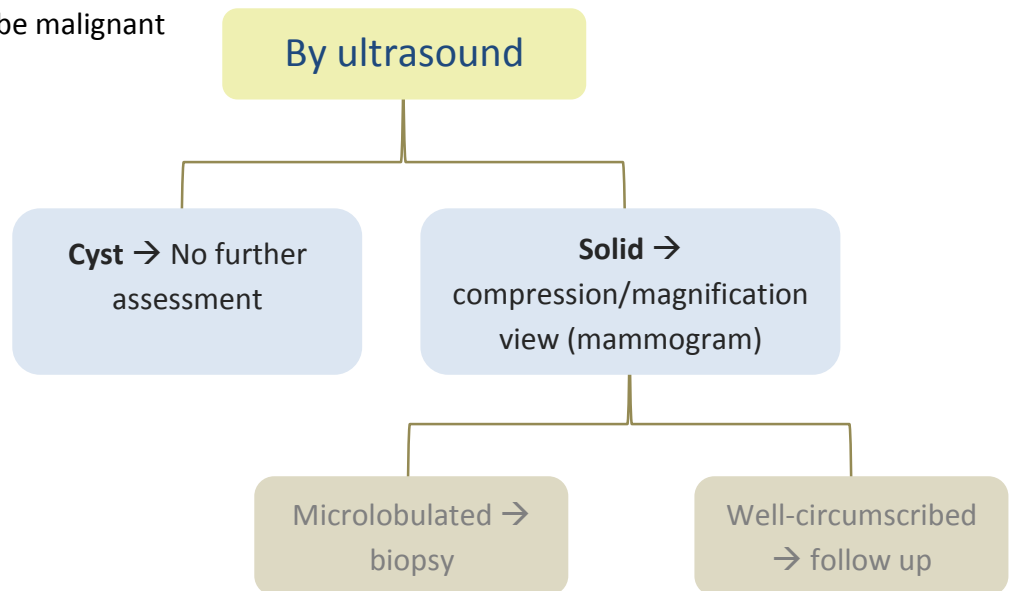 be malignant
By ultrasound
Cyst → No further
assessment
Solid →
compression/magnification
view (mammogram)
Microlobulated →
biopsy
Well-circumscribed
→ follow up